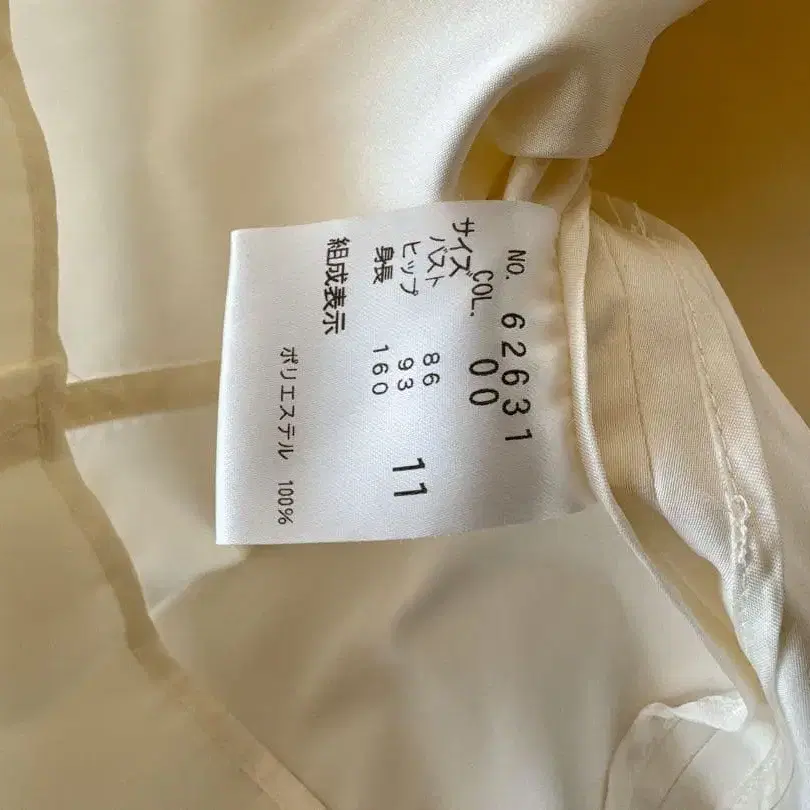 NO. 62631
COL. 00
サイズ 11
バスト 86
ヒップ 93
身長 160
組成表示
ポリエステル 100%